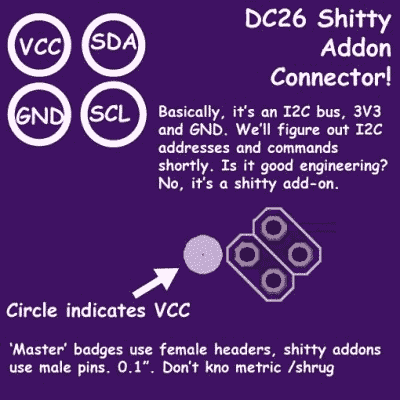 DC26 Shitty
Addon
Connector!
VCC SDA
GND SCL
Basically, it's an I2C bus, 3V3
and GND. We'll figure out I2C
addresses and commands
shortly. Is it good engineering?
No, it's a shitty add-on.
Circle indicates VCC
‘Master’ badges use female headers, shitty addons
use male pins. 0.1”. Don't kno metric /shrug